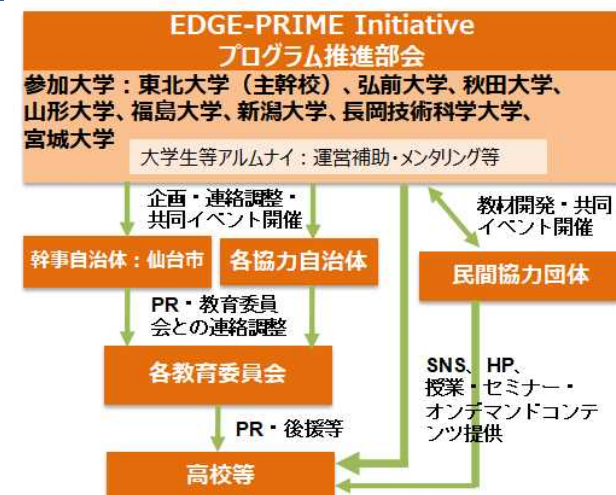 EDGE-PRIME Initiative
プログラム推進部会
参加大学：東北大学（主幹校）、弘前大学、秋田大学、
山形大学、福島大学、新潟大学、長岡技術科学大学、
宮城大学
大学生等アルムナイ：運営補助・メンタリング等
企画・連絡調整・
共同イベント開催
教材開発・共同
イベント開催
幹事自治体：仙台市
各協力自治体
民間協力団体
PR・教育委員
会との連絡調整
各教育委員会
SNS、HP、
授業・セミナー・
オンデマンドコンテ
ンツ提供
PR・後援等
高校等